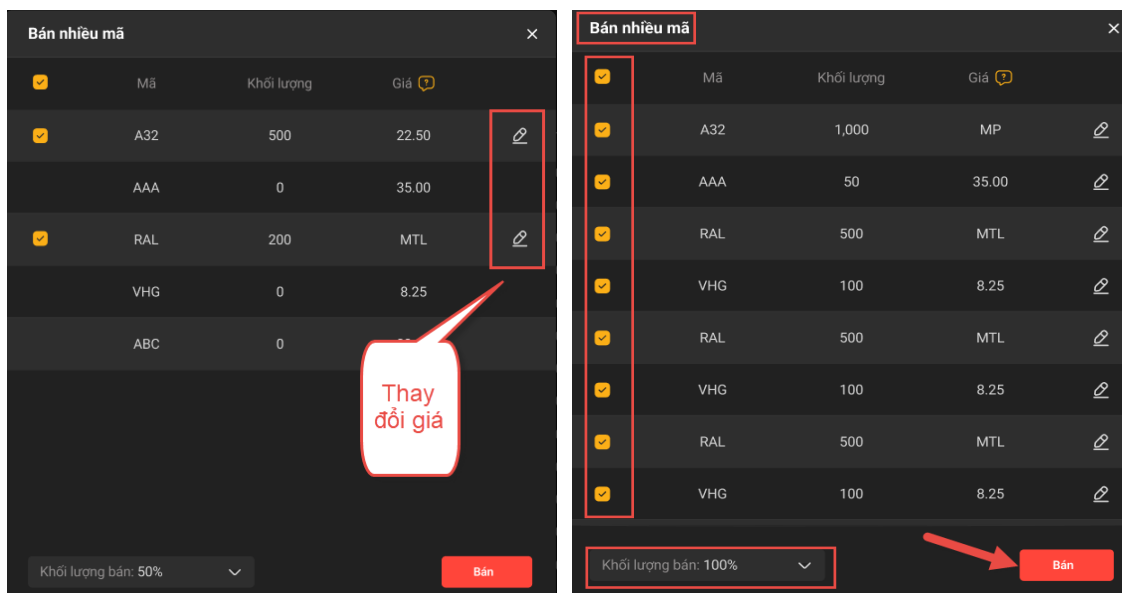 Bán nhiều mã
Mã Khối lượng Giá
A32 500 22.50
AAA 0 35.00
RAL 200 MTL
VHG 0 8.25
ABC 0
Thay
đổi giá
Khối lượng bán: 50% Bán
Bán nhiều mã
Mã Khối lượng Giá
A32 1,000 MP
AAA 50 35.00
RAL 500 MTL
VHG 100 8.25
RAL 500 MTL
VHG 100 8.25
RAL 500 MTL
VHG 100 8.25
Khối lượng bán: 100% Bán